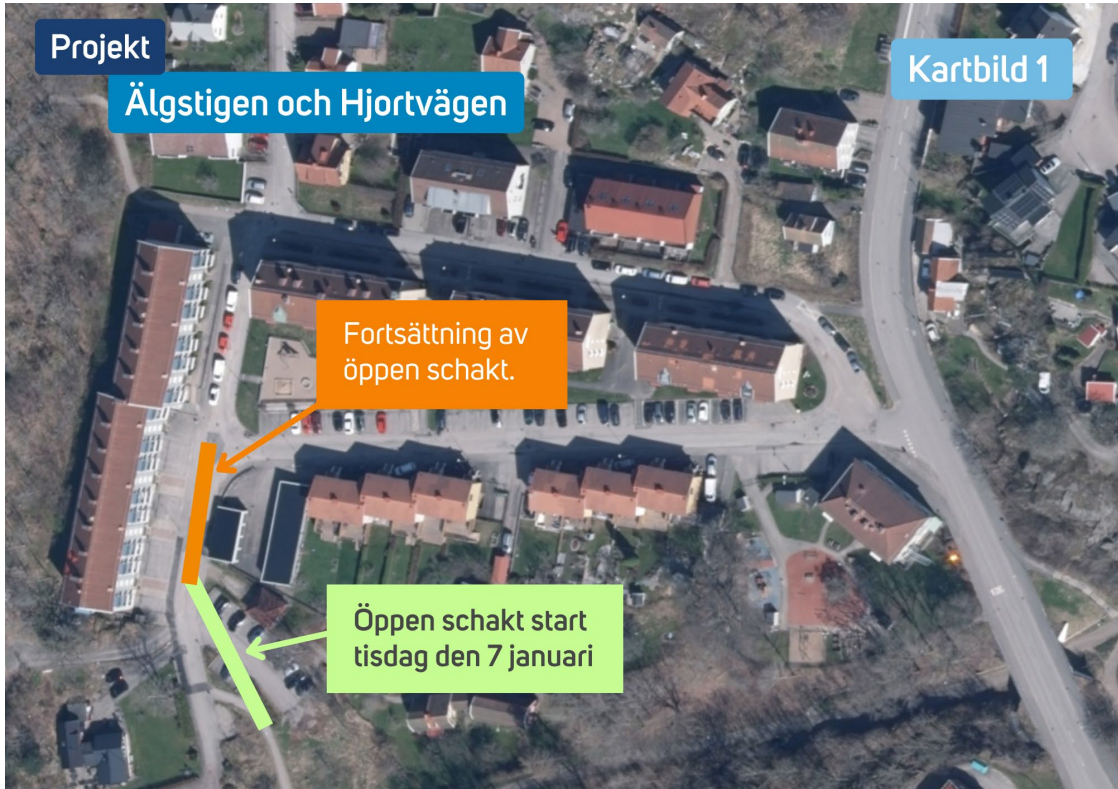 Projekt
Älgstigen och Hjortvägen
Kartbild 1
Fortsättning av
öppen schakt.
Öppen schakt start
tisdag den 7 januari